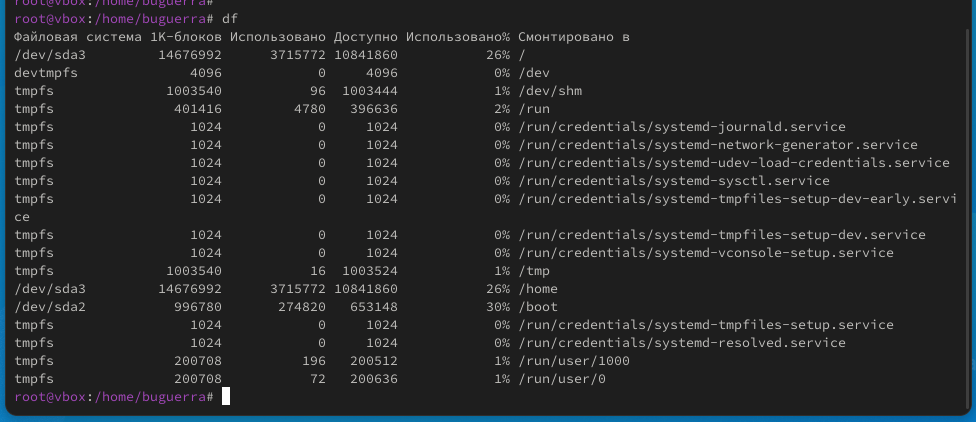 root@vbox:/home/buguerra#
root@vbox:/home/buguerra# df
Файловая система 1K-блоков Использовано Доступно Использовано% Смонтировано в
/dev/sda3         14676992      3715772 10841860           26% /
devtmpfs              4096            0     4096            0% /dev
tmpfs              1003540           96  1003444            1% /dev/shm
tmpfs               401416         4780   396636            2% /run
tmpfs                 1024            0     1024            0% /run/credentials/systemd-journald.service
tmpfs                 1024            0     1024            0% /run/credentials/systemd-network-generator.service
tmpfs                 1024            0     1024            0% /run/credentials/systemd-udev-load-credentials.service
tmpfs                 1024            0     1024            0% /run/credentials/systemd-sysctl.service
tmpfs                 1024            0     1024            0% /run/credentials/systemd-tmpfiles-setup-dev-early.servi
ce
tmpfs                 1024            0     1024            0% /run/credentials/systemd-tmpfiles-setup-dev.service
tmpfs                 1024            0     1024            0% /run/credentials/systemd-vconsole-setup.service
tmpfs              1003540           16  1003524            1% /tmp
/dev/sda3         14676992      3715772 10841860           26% /home
/dev/sda2           996780       274820   653148           30% /boot
tmpfs                 1024            0     1024            0% /run/credentials/systemd-tmpfiles-setup.service
tmpfs                 1024            0     1024            0% /run/credentials/systemd-resolved.service
tmpfs               200708          196   200512            1% /run/user/1000
tmpfs               200708           72   200636            1% /run/user/0
root@vbox:/home/buguerra#